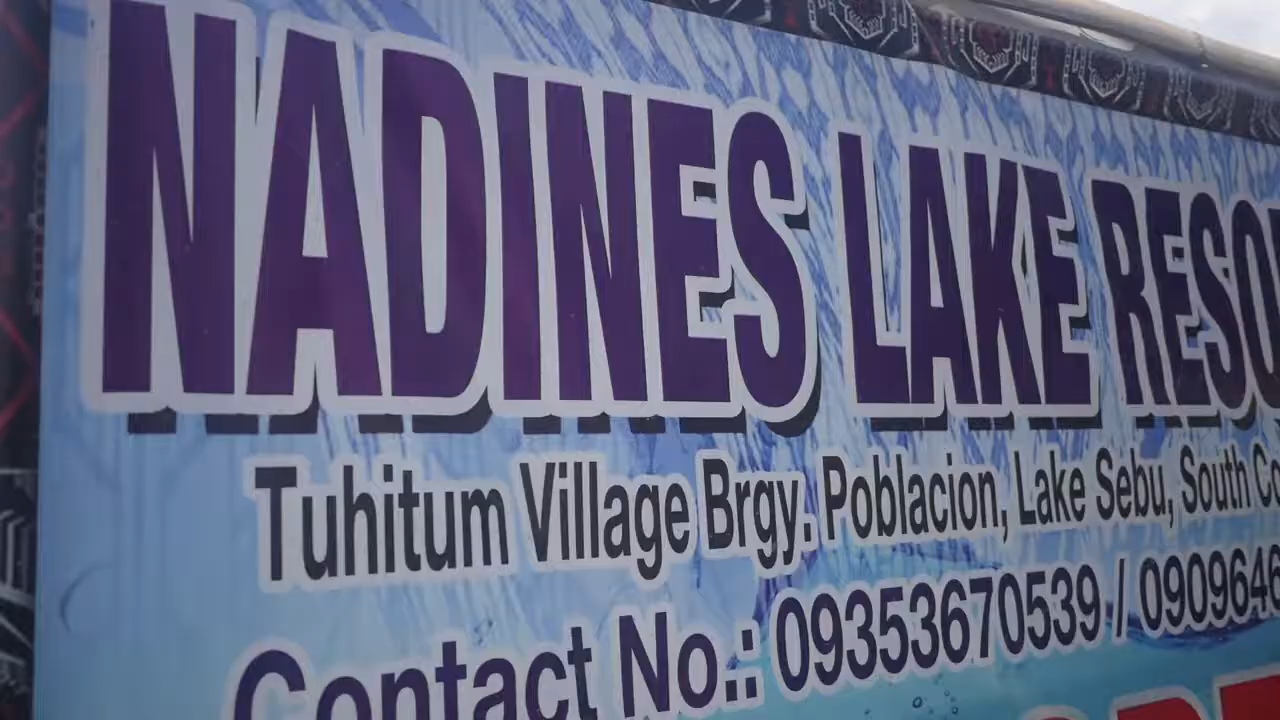 NADINES LAKE RESO
Tuhitum Village Brgy. Poblacion, Lake Sebu, South Co
Contact No.: 09353670539 / 0909646